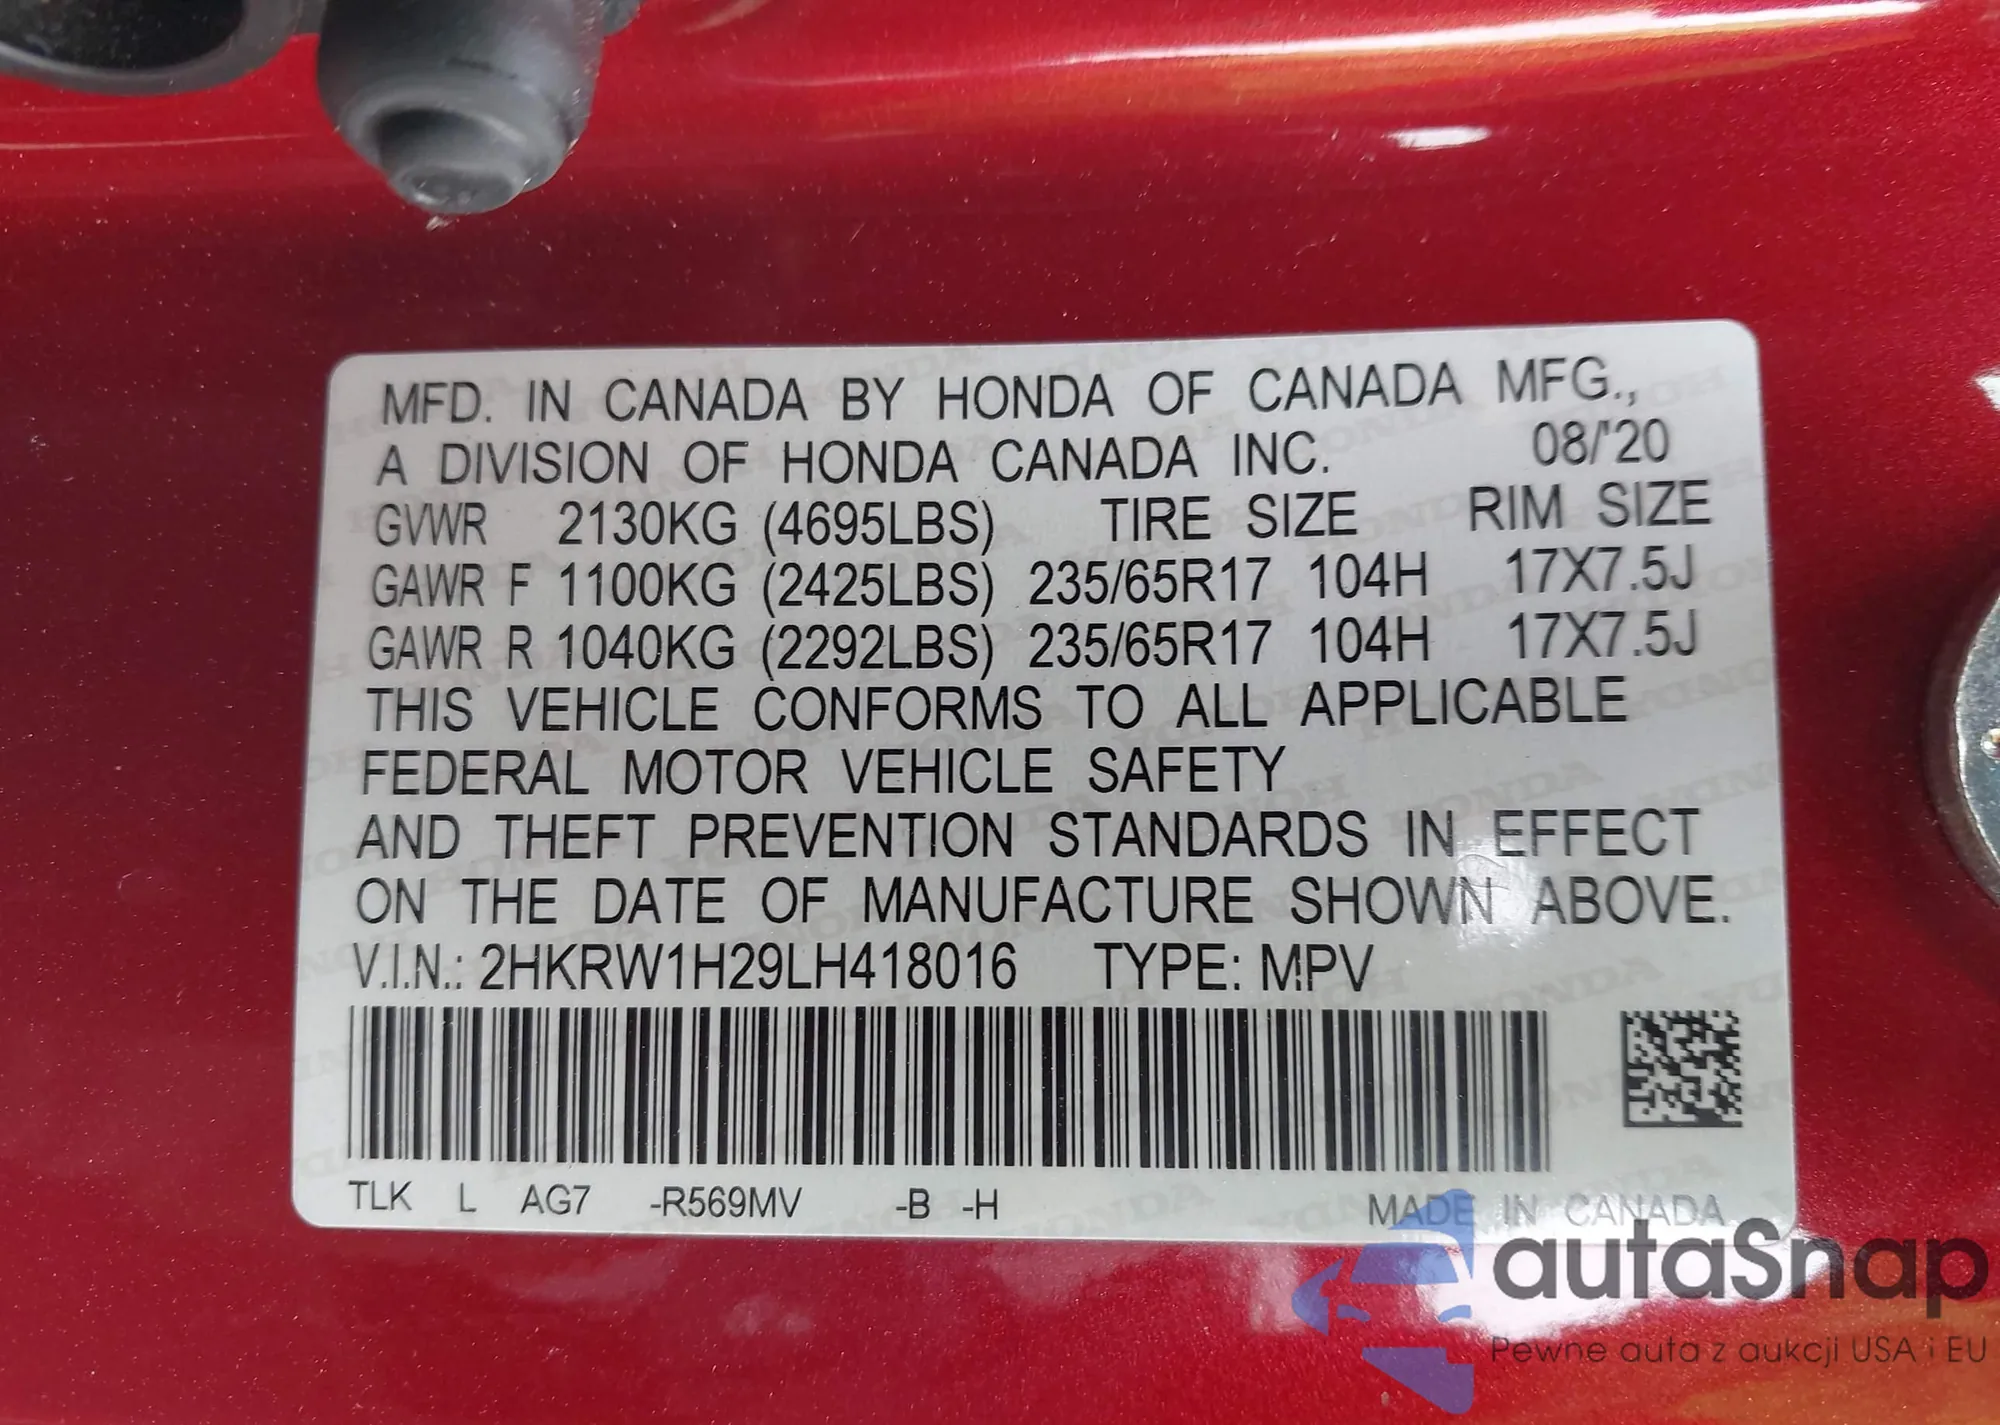 MFD. IN CANADA BY HONDA OF CANADA MFG.,
A DIVISION OF HONDA CANADA INC. 08/'20
GVWR 2130KG (4695LBS) TIRE SIZE RIM SIZE
GAWR F 1100KG (2425LBS) 235/65R17 104H 17X7.5J
GAWR R 1040KG (2292LBS) 235/65R17 104H 17X7.5J
THIS VEHICLE CONFORMS TO ALL APPLICABLE
FEDERAL MOTOR VEHICLE SAFETY
AND THEFT PREVENTION STANDARDS IN EFFECT
ON THE DATE OF MANUFACTURE SHOWN ABOVE.
V.I.N.: 2HKRW1H29LH418016 TYPE: MPV
TLK L AG7 -R569MV -B -H MADE IN CANADA
autaSnap
Pewne auta z aukcji USA i EU